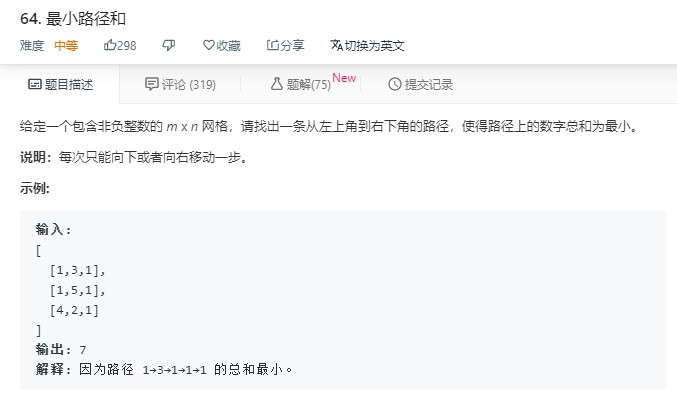 64. 最小路径和
难度 中等 298 收藏 分享 切换为英文
题目描述 评论 (319) 题解(75) New 提交记录
给定一个包含非负整数的 m x n 网格，请找出一条从左上角到右下角的路径，使得路径上的数字总和为最小。
说明：每次只能向下或者向右移动一步。
示例:
输入:
[
[1,3,1],
[1,5,1],
[4,2,1]
]
输出: 7
解释: 因为路径 1→3→1→1→1 的总和最小。